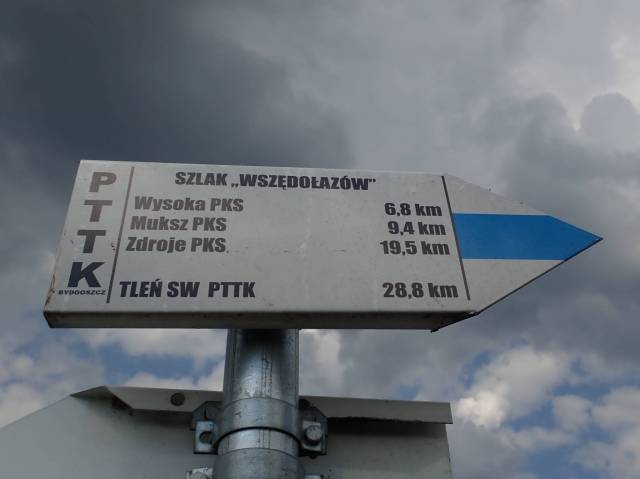 PTTK
BYDGOSZCZ
SZLAK „WSZĘDOŁAZÓW"
Wysoka PKS 6,8 km
Muksz PKS 9,4 km
Zdroje PKS 19,5 km
TLEŃ SW PTTK 28,8 km